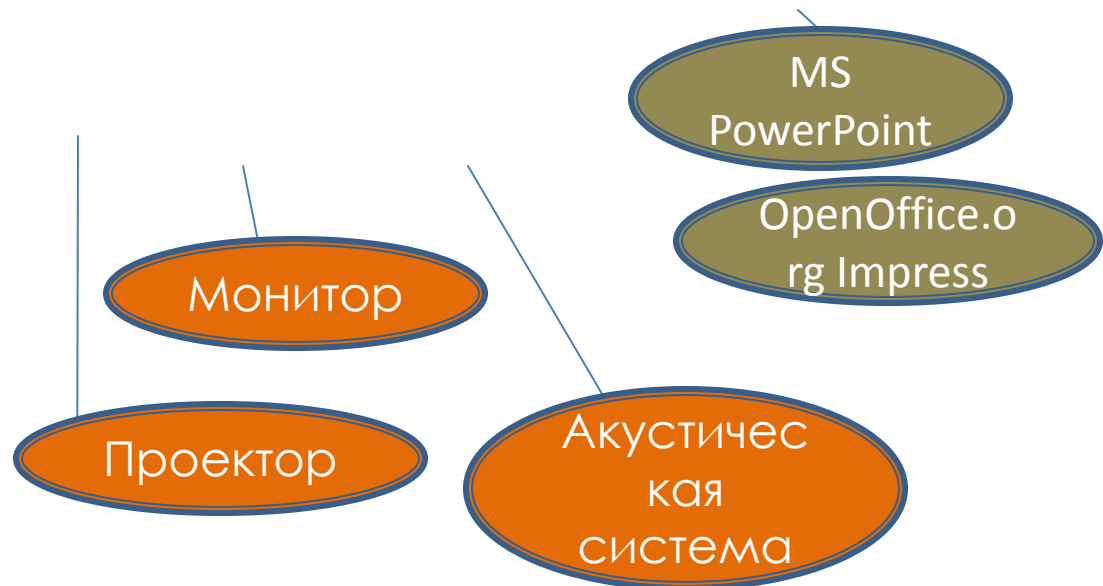 MS
PowerPoint
OpenOffice.o
rg Impress
Монитор
Проектор
Акустичес
кая
система